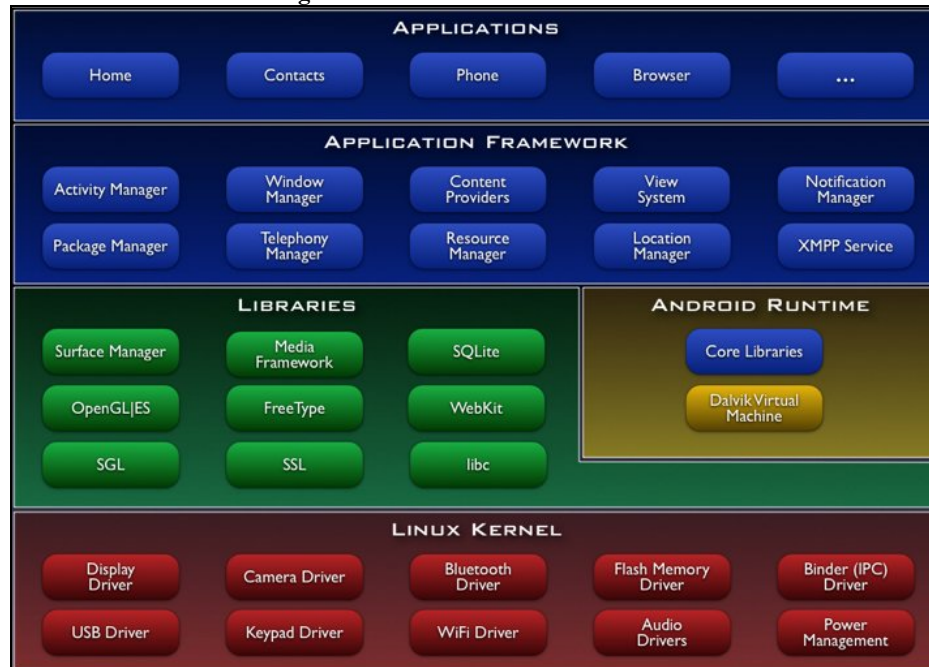 APPLICATIONS
Home
Contacts
Phone
Browser
...
APPLICATION FRAMEWORK
Activity Manager
Window
Manager
Content
Providers
View
System
Notification
Manager
Package Manager
Telephony
Manager
Resource
Manager
Location
Manager
XMPP Service
LIBRARIES
Surface Manager
Media
Framework
SQLite
OpenGL|ES
FreeType
WebKit
SGL
SSL
libc
ANDROID RUNTIME
Core Libraries
Dalvik Virtual
Machine
LINUX KERNEL
Display
Driver
Camera Driver
Bluetooth
Driver
Flash Memory
Driver
Binder (IPC)
Driver
USB Driver
Keypad Driver
WiFi Driver
Audio
Drivers
Power
Management